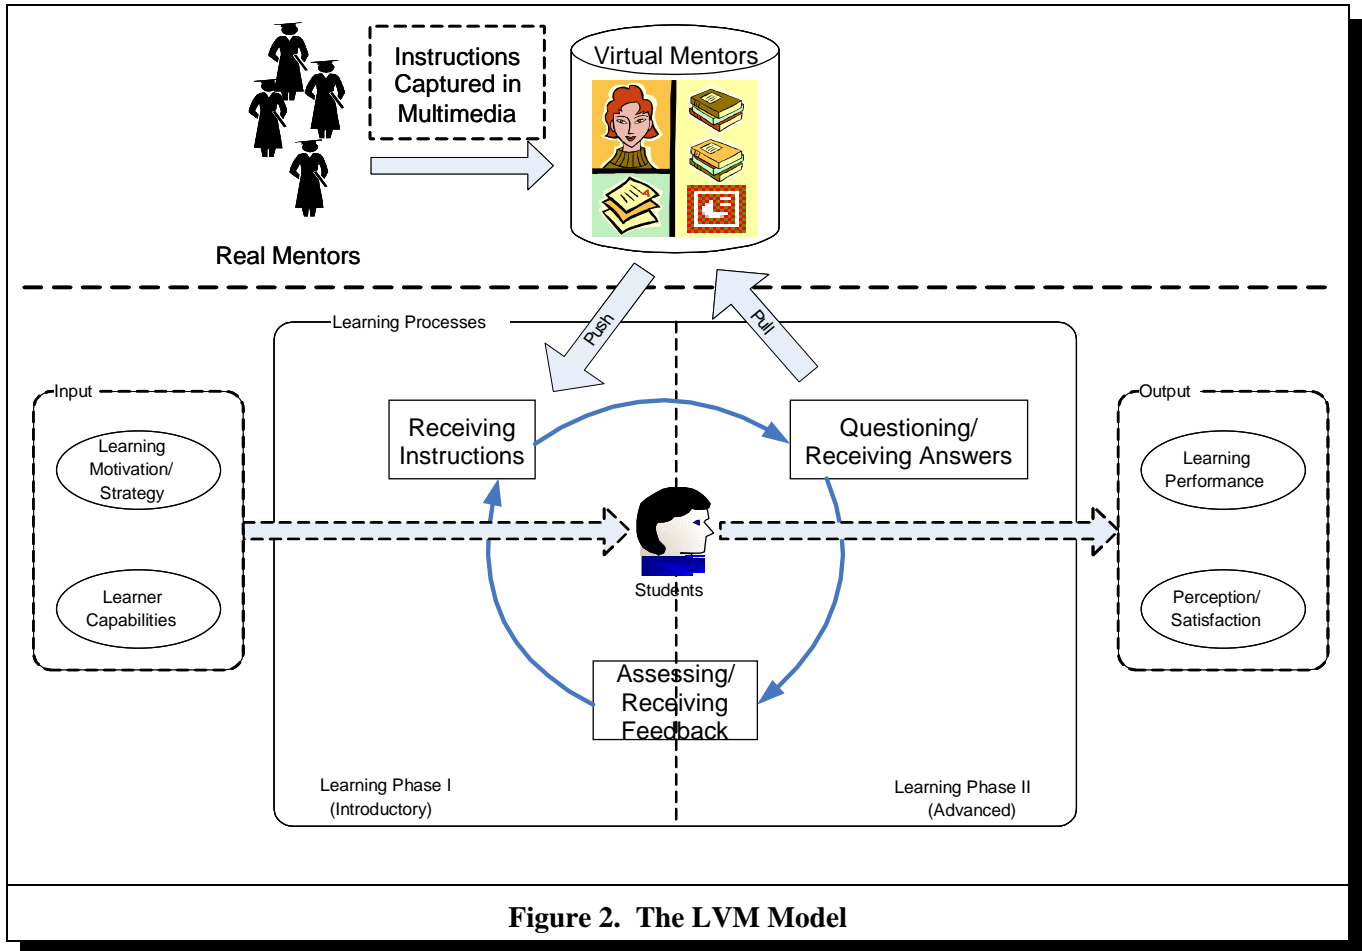 Instructions
Captured in
Multimedia
Virtual Mentors
A
Real Mentors
Push
Pull
Learning Processes
Input
Learning
Motivation/
Strategy
Learner
Capabilities
Receiving
Instructions
Questioning/
Receiving Answers
Students
Assessing/
Receiving
Feedback
Learning Phase I
(Introductory)
Learning Phase II
(Advanced)
Output
Learning
Performance
Perception/
Satisfaction
Figure 2. The LVM Model